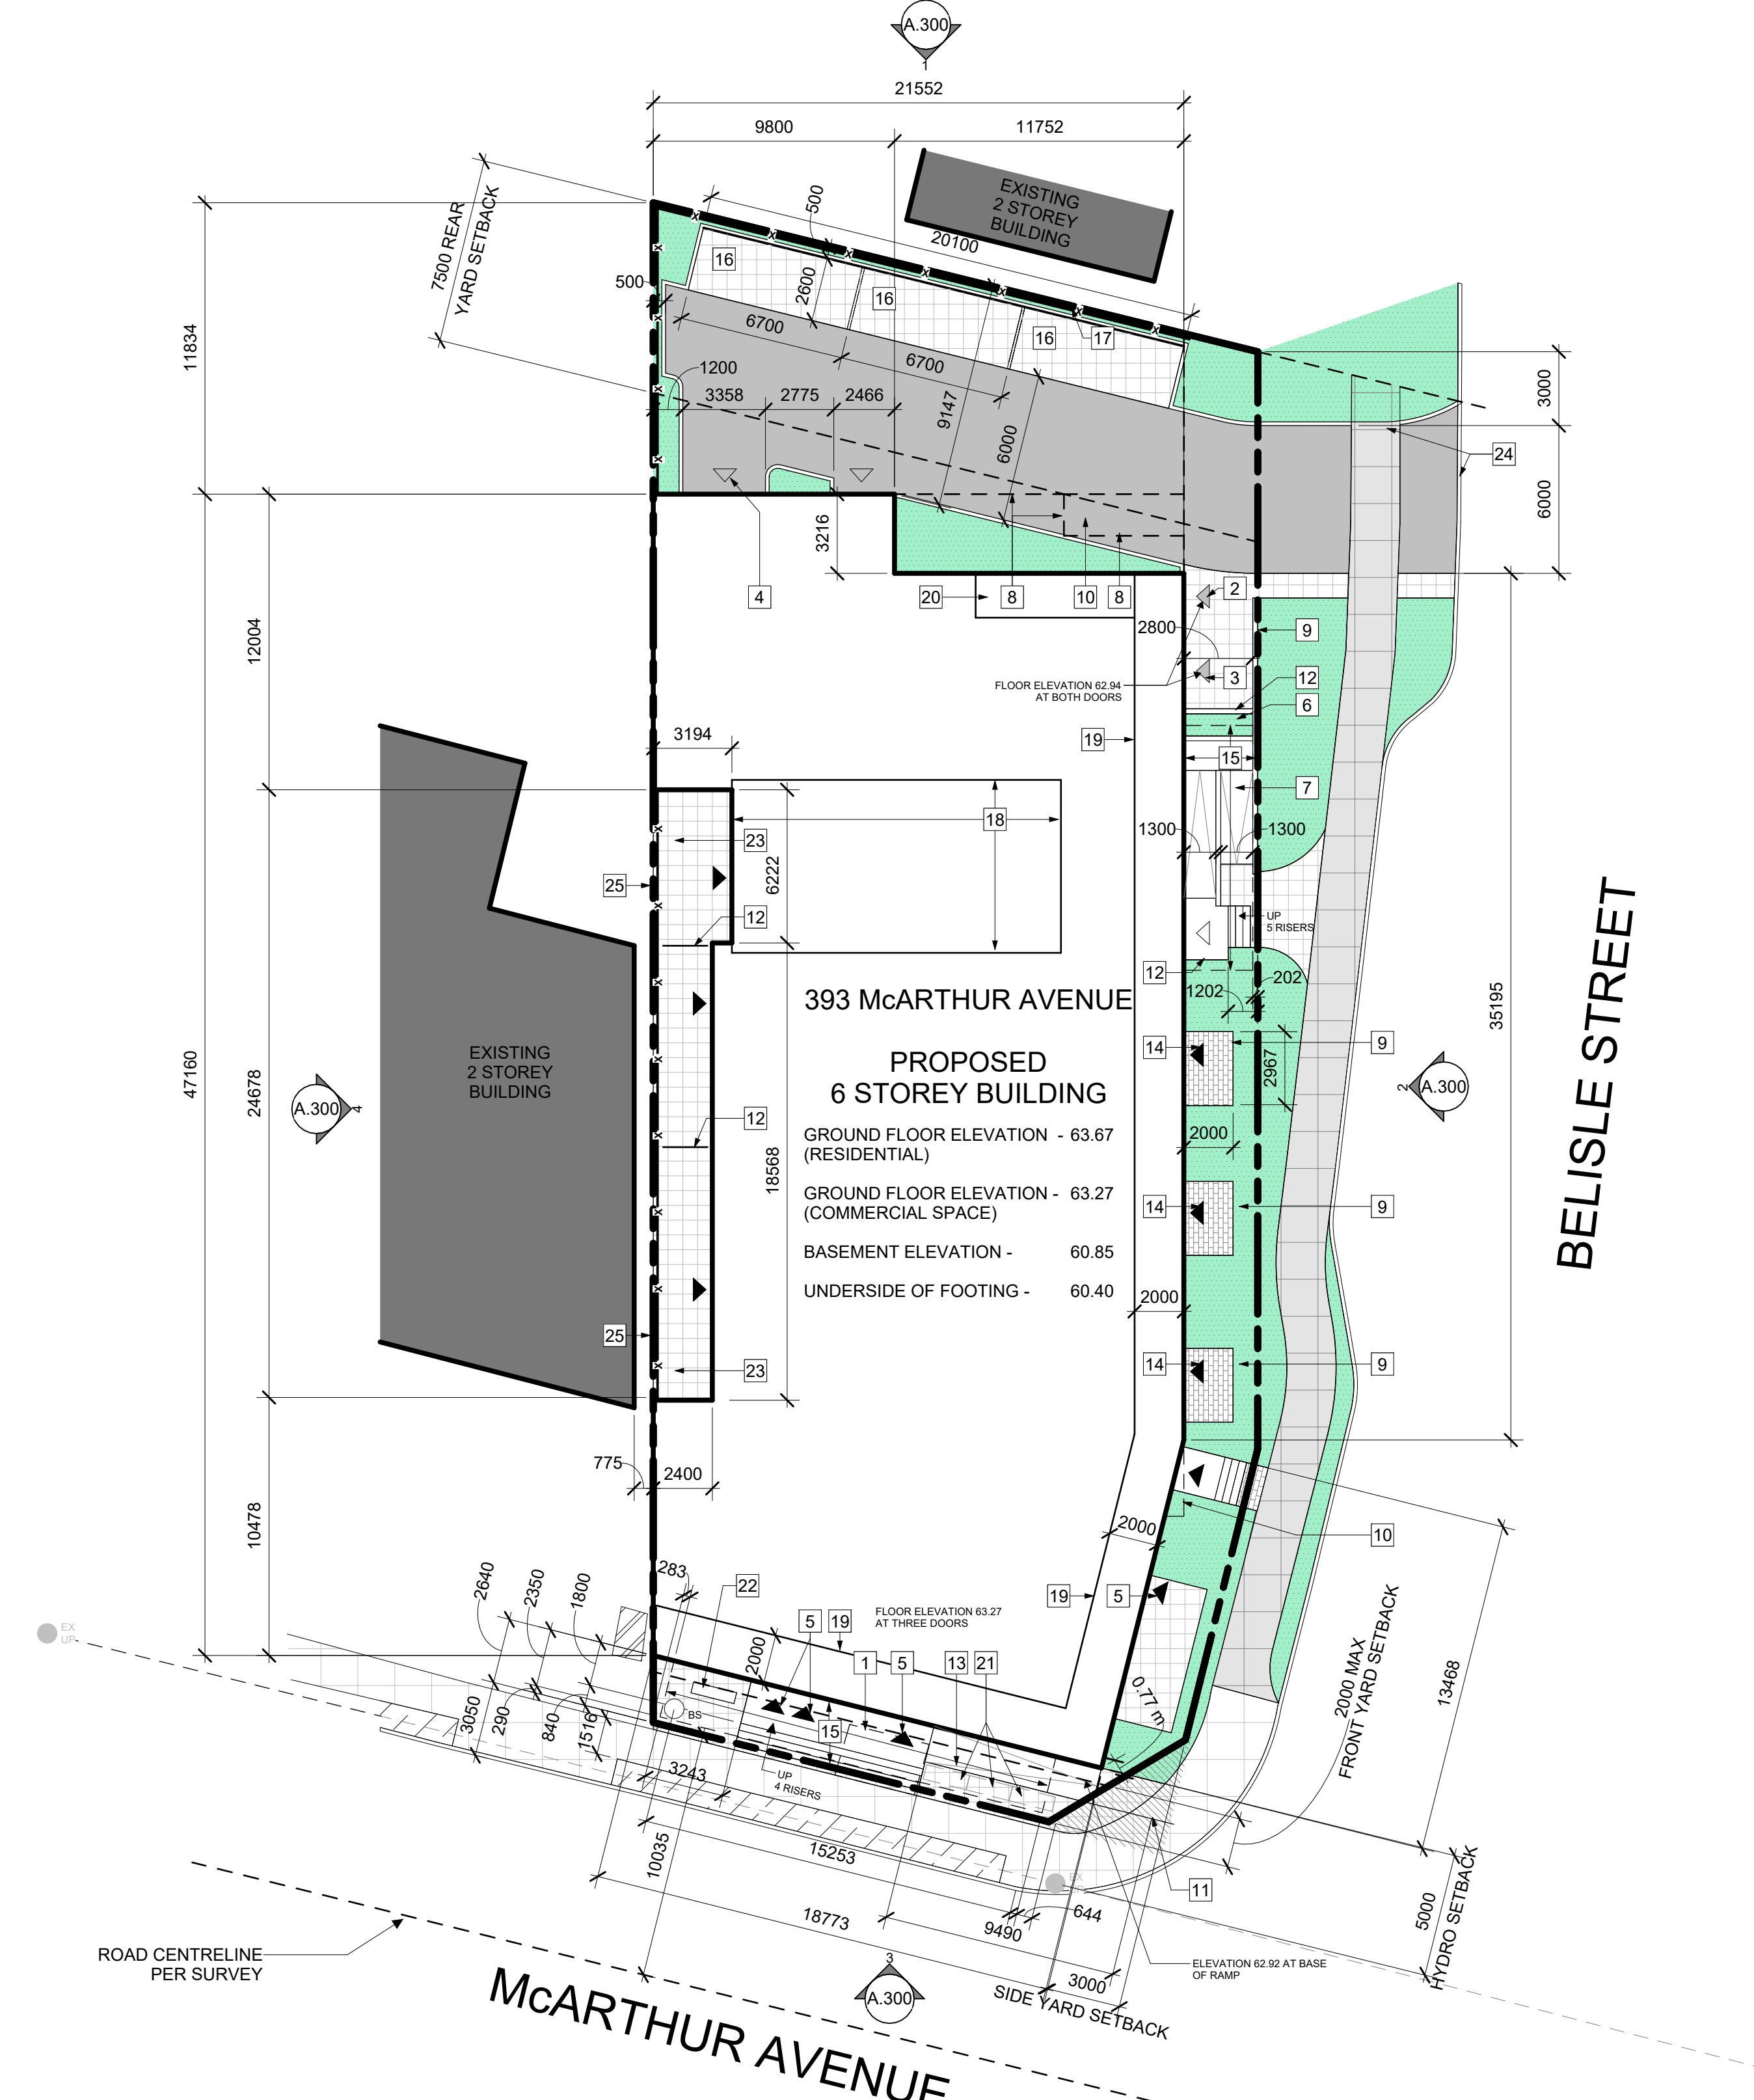 A.300
1
21552
9800
11752
EXISTING
2 STOREY
BUILDING
7500 REAR
YARD SETBACK
500
20100
16
500
2600
16
16
17
6700
6700
11834
1200
3358
2775
2466
9147
6000
3000
24
6000
3216
4
20
8
10
8
2
2800
9
3
FLOOR ELEVATION 62.94
AT BOTH DOORS
12
6
12004
3194
19
15
7
18
23
6222
1300
1300
25
12
UP
5 RISERS
12
202
1202
393 McARTHUR AVENUE
PROPOSED
6 STOREY BUILDING
GROUND FLOOR ELEVATION - 63.67
(RESIDENTIAL)
GROUND FLOOR ELEVATION - 63.27
(COMMERCIAL SPACE)
BASEMENT ELEVATION - 60.85
UNDERSIDE OF FOOTING - 60.40
EXISTING
2 STOREY
BUILDING
47160
24678
A.300
4
12
18568
14
9
2967
2000
14
9
2000
14
9
35195
2
A.300
BELISLE STREET
25
23
775
2400
10478
2000
10
283
22
2640
2350
1800
EX
UP
5
19
FLOOR ELEVATION 63.27
AT THREE DOORS
19
5
2000
1
5
13
21
0.77 m
2000 MAX
FRONT YARD SETBACK
13468
3050
290
840
1516
BS
15
UP
4 RISERS
3243
10035
15253
EX
UP
11
18773
9490
644
5000
HYDRO SETBACK
ROAD CENTRELINE
PER SURVEY
3
A.300
3000
SIDE YARD SETBACK
ELEVATION 62.92 AT BASE
OF RAMP
McARTHUR AVENUE